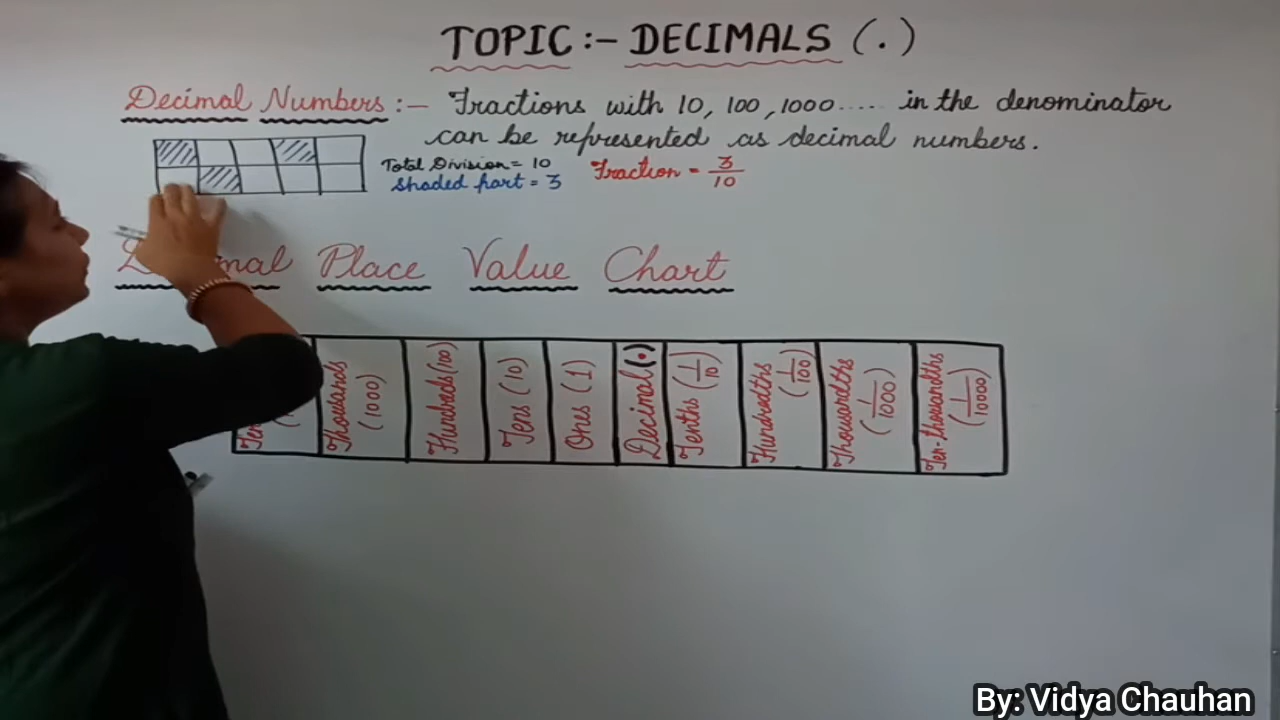 TOPIC :- DECIMALS (.)
Decimal Numbers :- Fractions with 10, 100, 1000..... in the denominator
can be represented as decimal numbers.
Total Division = 10
Shaded part = 3
Fraction = 3/10
Place Value Chart
Thousands (1000)
Hundreds (100)
Tens (10)
Ones (1)
Decimal (.)
Tenths (1/10)
Hundredths (1/100)
Thousandths (1/1000)
Ten-thousandths (1/10000)
By: Vidya Chauhan